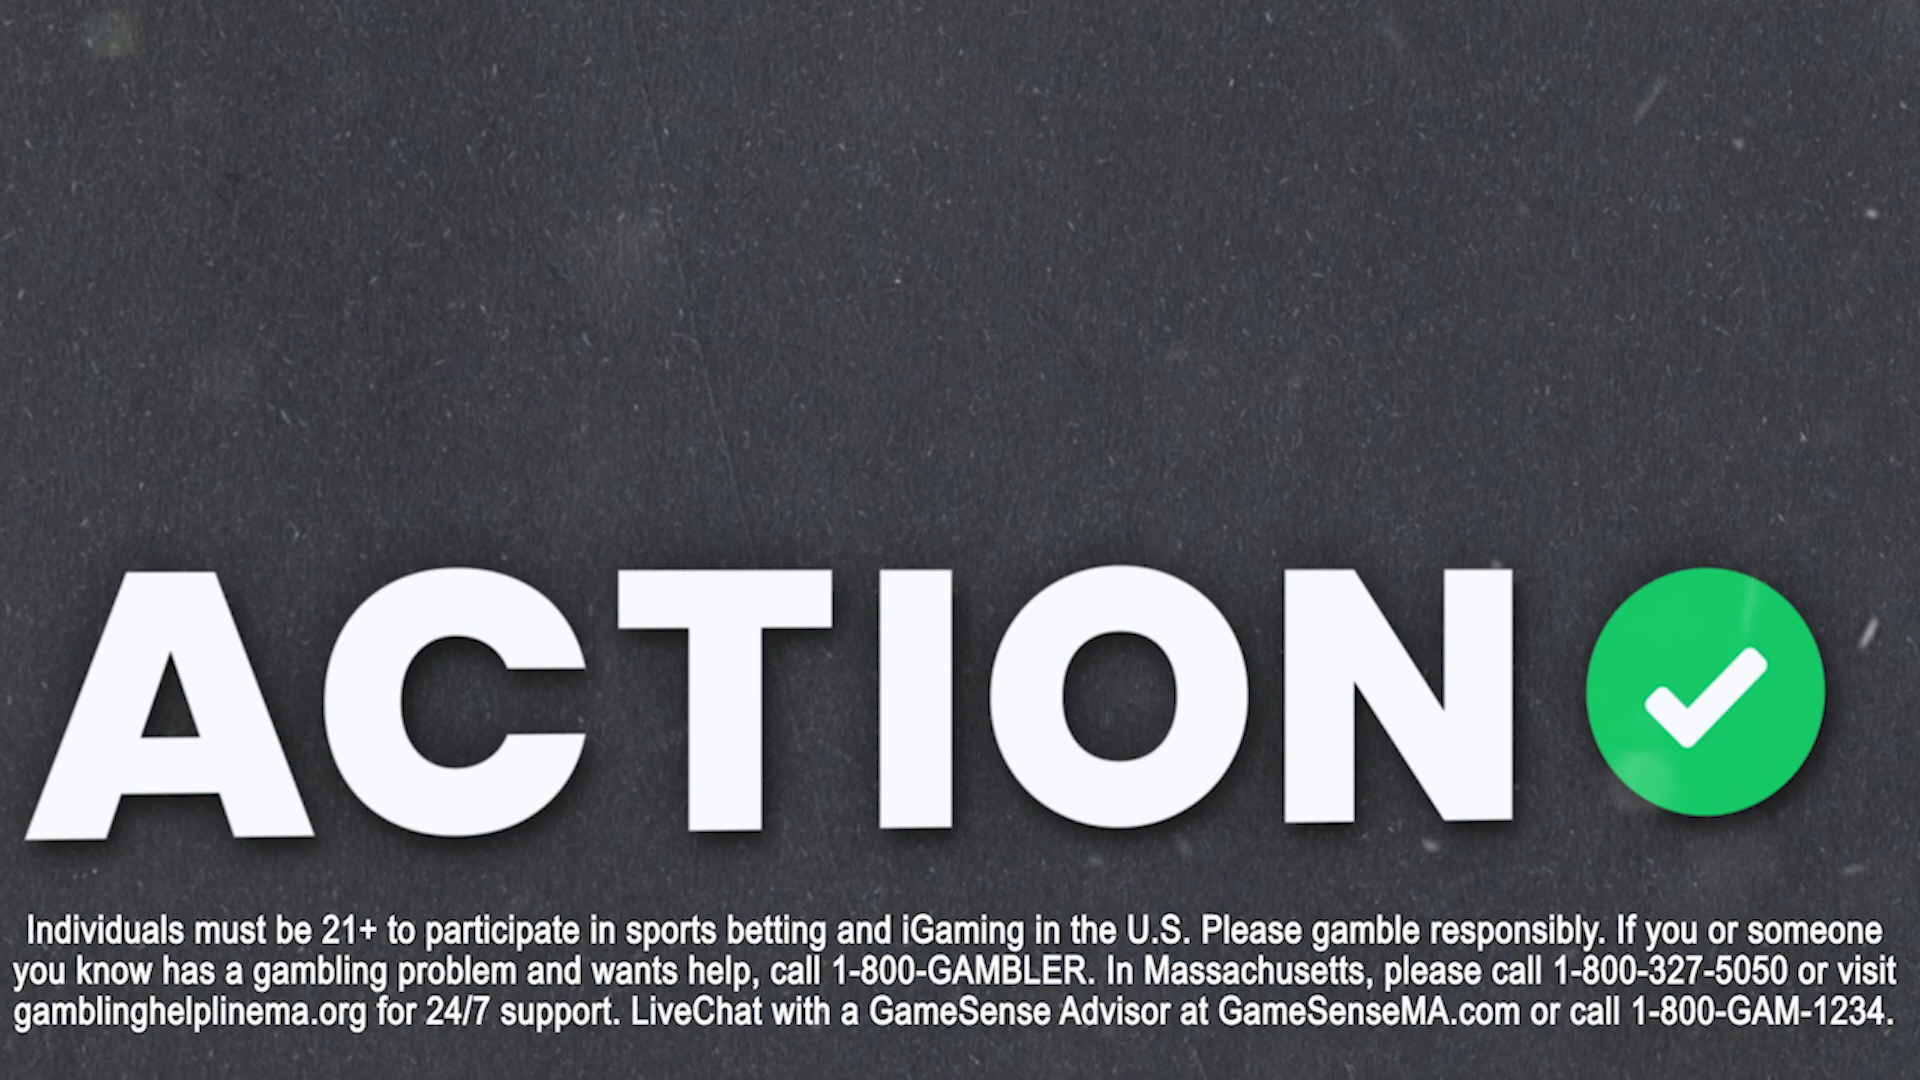 ACTION
Individuals must be 21+ to participate in sports betting and iGaming in the U.S. Please gamble responsibly. If you or someone
you know has a gambling problem and wants help, call 1-800-GAMBLER. In Massachusetts, please call 1-800-327-5050 or visit
gamblinghelplinema.org for 24/7 support. LiveChat with a GameSense Advisor at GameSenseMA.com or call 1-800-GAM-1234.